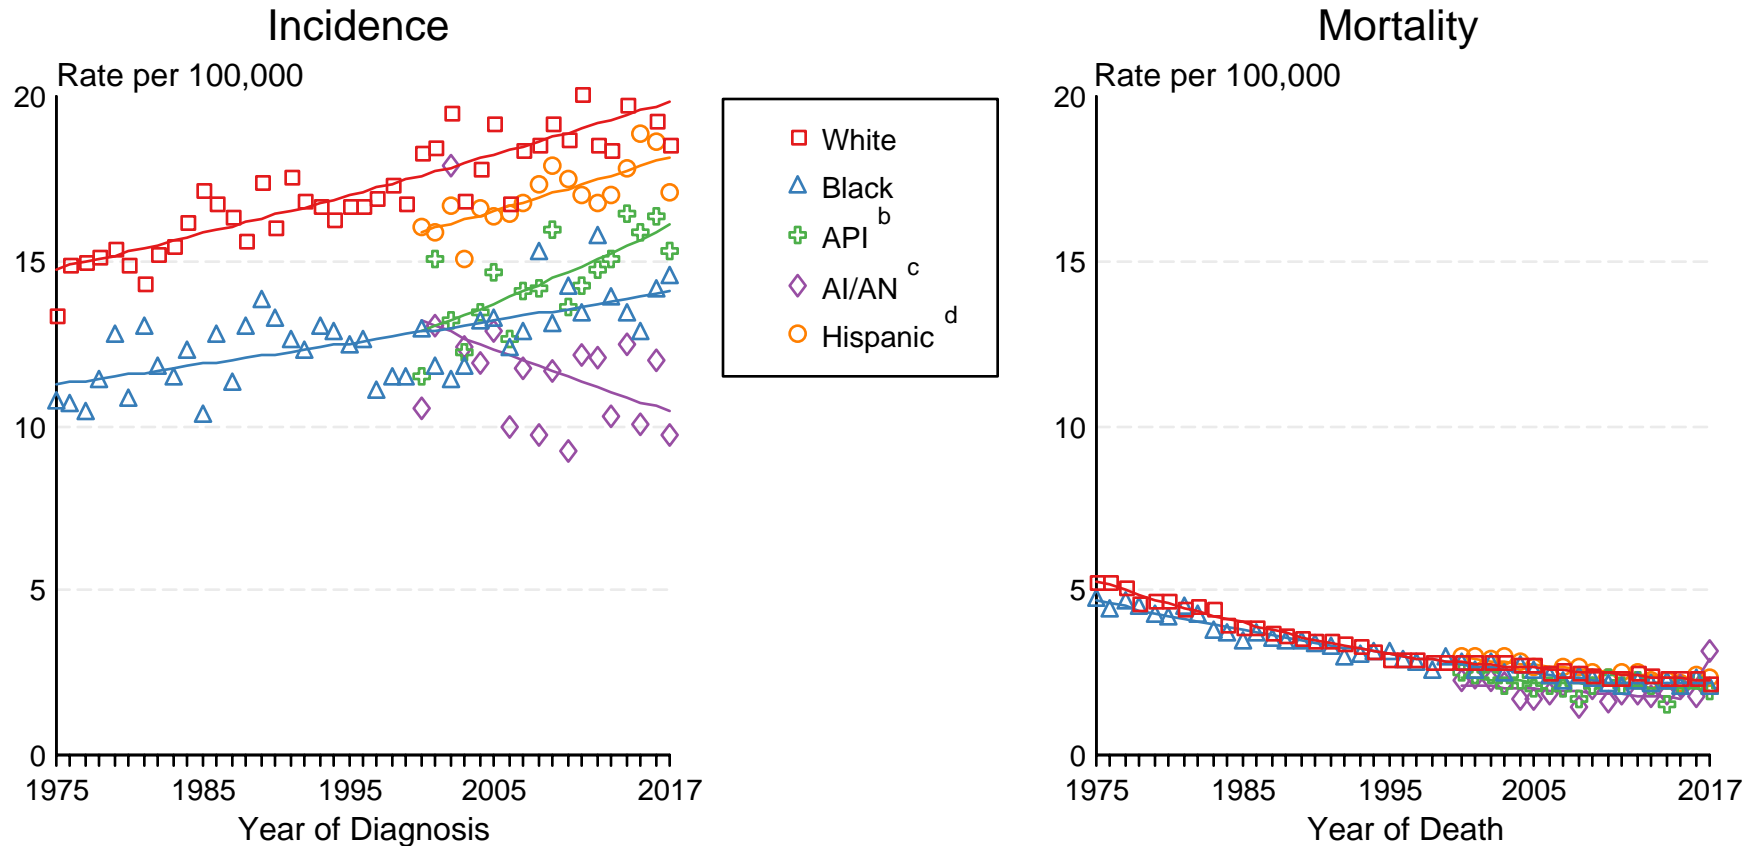 Incidence
Rate per 100,000
20
15
10
5
0
1975 1985 1995 2005 2017
Year of Diagnosis
White
Black
API b
AI/AN c
Hispanic d
Mortality
Rate per 100,000
20
15
10
5
0
1975 1985 1995 2005 2017
Year of Death